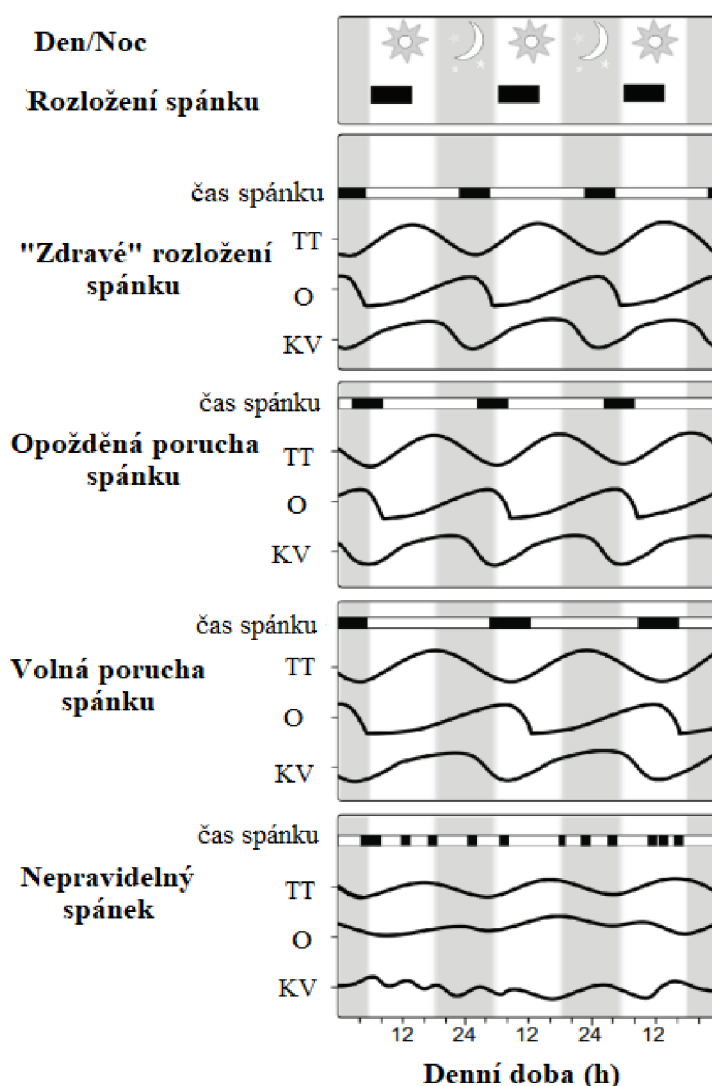 Den/Noc
Rozložení spánku
čas spánku
"Zdravé" rozložení
spánku
TT
O
KV
čas spánku
Opožděná porucha
spánku
TT
O
KV
čas spánku
Volná porucha
spánku
TT
O
KV
čas spánku
Nepravidelný
spánek
TT
O
KV
12 24 12 24 12
Denní doba (h)